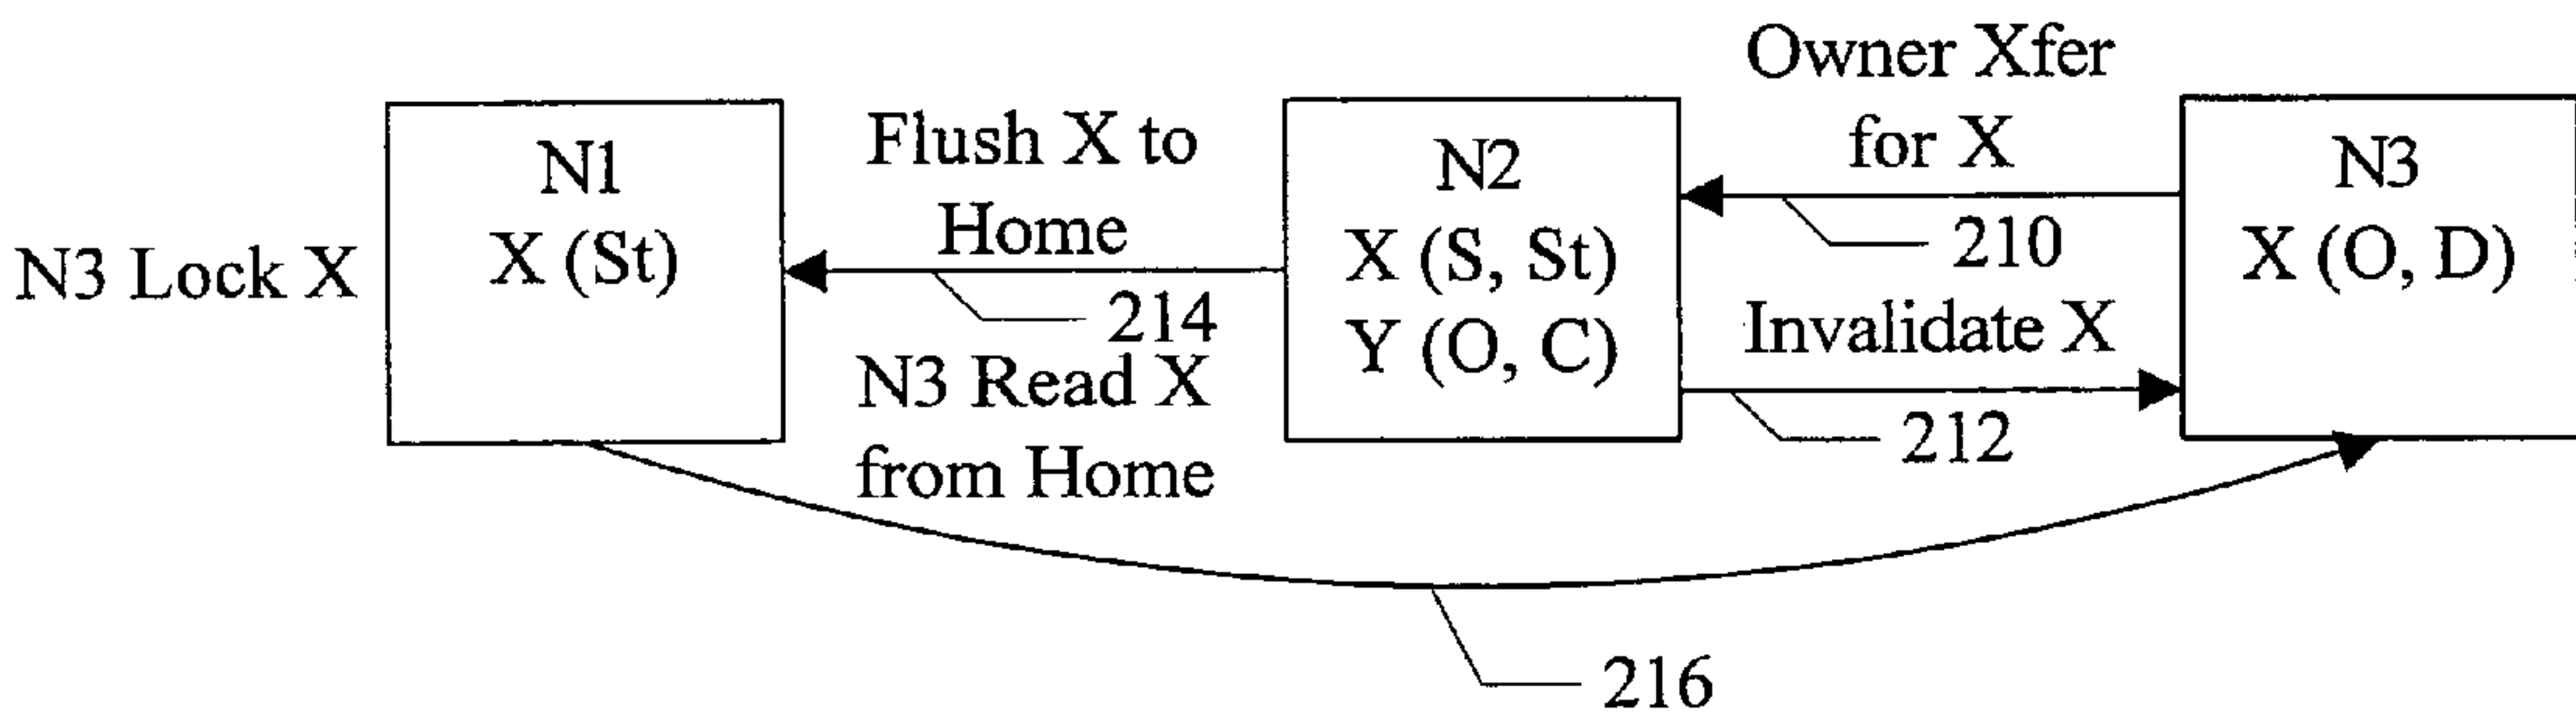 N3 Lock X
N1
X (St)
Flush X to
Home
214
N3 Read X
from Home
N2
X (S, St)
Y (O, C)
Owner Xfer
for X
210
Invalidate X
212
N3
X (O, D)
216